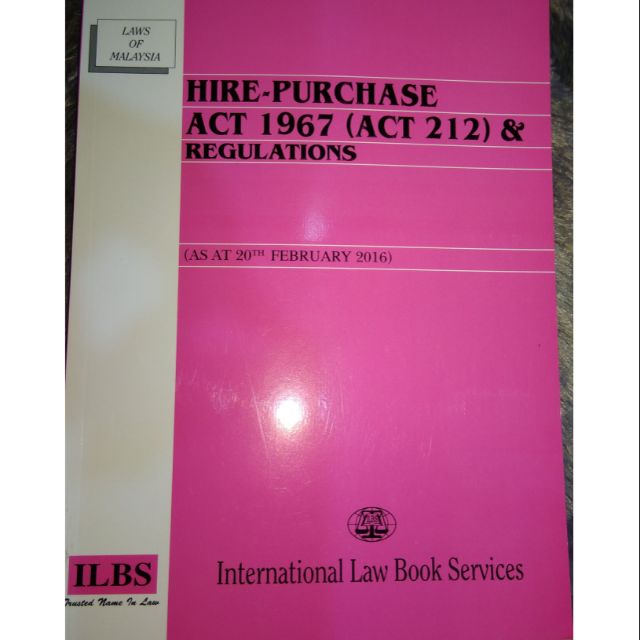 LAWS
OF
MALAYSIA
HIRE-PURCHASE
ACT 1967 (ACT 212) &
REGULATIONS
(AS AT 20TH FEBRUARY 2016)
ILBS
International Law Book Services
ILBS
Trusted Name In Law